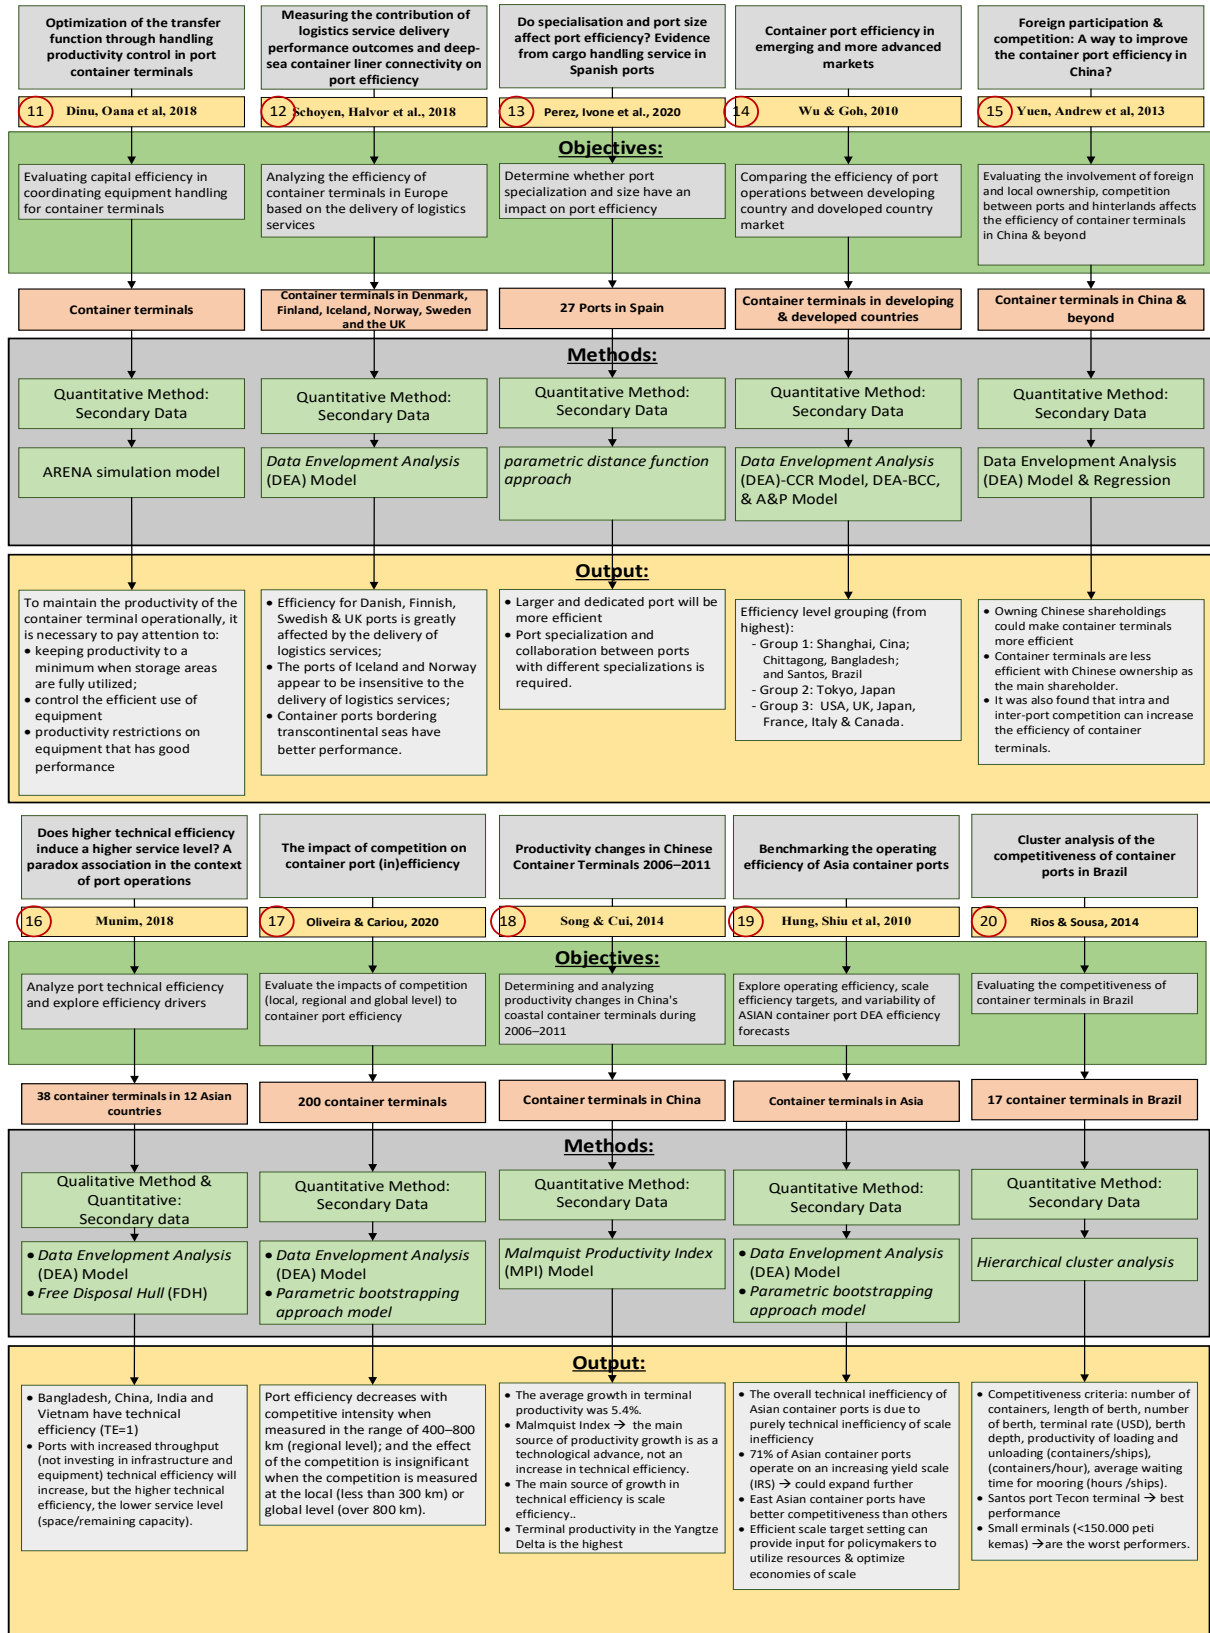 Optimization of the transfer
function through handling
productivity control in port
container terminals
Measuring the contribution of
logistics service delivery
performance outcomes and deep-
sea container liner connectivity on
port efficiency
Do specialisation and port size
affect port efficiency? Evidence
from cargo handling service in
Spanish ports
Container port efficiency in
emerging and more advanced
markets
Foreign participation &
competition: A way to improve
the container port efficiency in
China?
11 Dinu, Oana et al, 2018
12 Schoyen, Halvor et al., 2018
13 Perez, Ivone et al., 2020
14 Wu & Goh, 2010
15 Yuen, Andrew et al, 2013
Objectives:
Evaluating capital efficiency in
coordinating equipment handling
for container terminals
Analyzing the efficiency of
container terminals in Europe
based on the delivery of logistics
services
Determine whether port
specialization and size have an
impact on port efficiency
Comparing the efficiency of port
operations between developing
country and doveloped country
market
Evaluating the involvement of foreign
and local ownership, competition
between ports and hinterlands affects
the efficiency of container terminals
in China & beyond
Container terminals
Container terminals in Denmark,
Finland, Iceland, Norway, Sweden
and the UK
27 Ports in Spain
Container terminals in developing
& developed countries
Container terminals in China &
beyond
Methods:
Quantitative Method:
Secondary Data
Quantitative Method:
Secondary Data
Quantitative Method:
Secondary Data
Quantitative Method:
Secondary Data
Quantitative Method:
Secondary Data
ARENA simulation model
Data Envelopment Analysis
(DEA) Model
parametric distance function
approach
Data Envelopment Analysis
(DEA)-CCR Model, DEA-BCC,
& A&P Model
Data Envelopment Analysis
(DEA) Model & Regression
Output:
To maintain the productivity of the
container terminal operationally, it
is necessary to pay attention to:
• keeping productivity to a
minimum when storage areas
are fully utilized;
• control the efficient use of
equipment
• productivity restrictions on
equipment that has good
performance
• Efficiency for Danish, Finnish,
Swedish & UK ports is greatly
affected by the delivery of
logistics services;
• The ports of Iceland and Norway
appear to be insensitive to the
delivery of logistics services;
• Container ports bordering
transcontinental seas have
better performance.
• Larger and dedicated port will be
more efficient
• Port specialization and
collaboration between ports
with different specializations is
required.
Efficiency level grouping (from
highest):
- Group 1: Shanghai, Cina;
Chittagong, Bangladesh;
and Santos, Brazil
- Group 2: Tokyo, Japan
- Group 3: USA, UK, Japan,
France, Italy & Canada.
• Owning Chinese shareholdings
could make container terminals
more efficient
• Container terminals are less
efficient with Chinese ownership as
the main shareholder.
• It was also found that intra and
inter-port competition can increase
the efficiency of container
terminals.
Does higher technical efficiency
induce a higher service level? A
paradox association in the context
of port operations
The impact of competition on
container port (in)efficiency
Productivity changes in Chinese
Container Terminals 2006–2011
Benchmarking the operating
efficiency of Asia container ports
Cluster analysis of the
competitiveness of container
ports in Brazil
16 Munim, 2018
17 Oliveira & Cariou, 2020
18 Song & Cui, 2014
19 Hung, Shiu et al, 2010
20 Rios & Sousa, 2014
Objectives:
Analyze port technical efficiency
and explore efficiency drivers
Evaluate the impacts of competition
(local, regional and global level) to
container port efficiency
Determining and analyzing
productivity changes in China's
coastal container terminals during
2006–2011
Explore operating efficiency, scale
efficiency targets, and variability of
ASIAN container port DEA efficiency
forecasts
Evaluating the competitiveness of
container terminals in Brazil
38 container terminals in 12 Asian
countries
200 container terminals
Container terminals in China
Container terminals in Asia
17 container terminals in Brazil
Methods:
Qualitative Method &
Quantitative:
Secondary data
Quantitative Method:
Secondary Data
Quantitative Method:
Secondary Data
Quantitative Method:
Secondary Data
Quantitative Method:
Secondary Data
• Data Envelopment Analysis
(DEA) Model
• Free Disposal Hull (FDH)
• Data Envelopment Analysis
(DEA) Model
• Parametric bootstrapping
approach model
Malmquist Productivity Index
(MPI) Model
• Data Envelopment Analysis
(DEA) Model
• Parametric bootstrapping
approach model
Hierarchical cluster analysis
Output:
• Bangladesh, China, India and
Vietnam have technical
efficiency (TE=1)
• Ports with increased throughput
(not investing in infrastructure and
equipment) technical efficiency will
increase, but the higher technical
efficiency, the lower service level
(space/remaining capacity).
Port efficiency decreases with
competitive intensity when
measured in the range of 400–800
km (regional level); and the effect
of the competition is insignificant
when the competition is measured
at the local (less than 300 km) or
global level (over 800 km).
• The average growth in terminal
productivity was 5.4%.
• Malmquist Index → the main
source of productivity growth is as a
technological advance, not an
increase in technical efficiency.
• The main source of growth in
technical efficiency is scale
efficiency..
• Terminal productivity in the Yangtze
Delta is the highest
• The overall technical inefficiency of
Asian container ports is due to
purely technical inefficiency of scale
inefficiency
• 71% of Asian container ports
operate on an increasing yield scale
(IRS) → could expand further
• East Asian container ports have
better competitiveness than others
• Efficient scale target setting can
provide input for policymakers to
utilize resources & optimize
economies of scale
• Competitiveness criteria: number of
containers, length of berth, number
of berth, terminal rate (USD), berth
depth, productivity of loading and
unloading (containers/ships),
(containers/hour), average waiting
time for mooring (hours /ships).
• Santos port Tecon terminal → best
performance
• Small erminals (<150.000 peti
kemas) →are the worst performers.